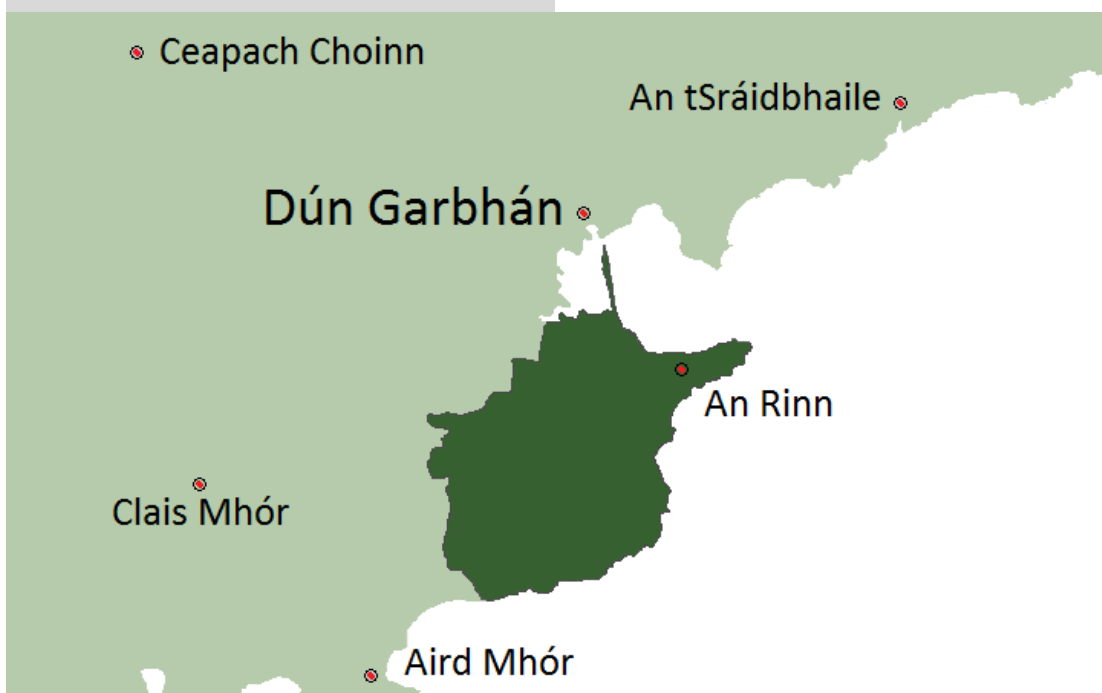 Ceapach Choinn
An tSráidbhaile
Dún Garbhán
An Rinn
Clais Mhór
Aird Mhór